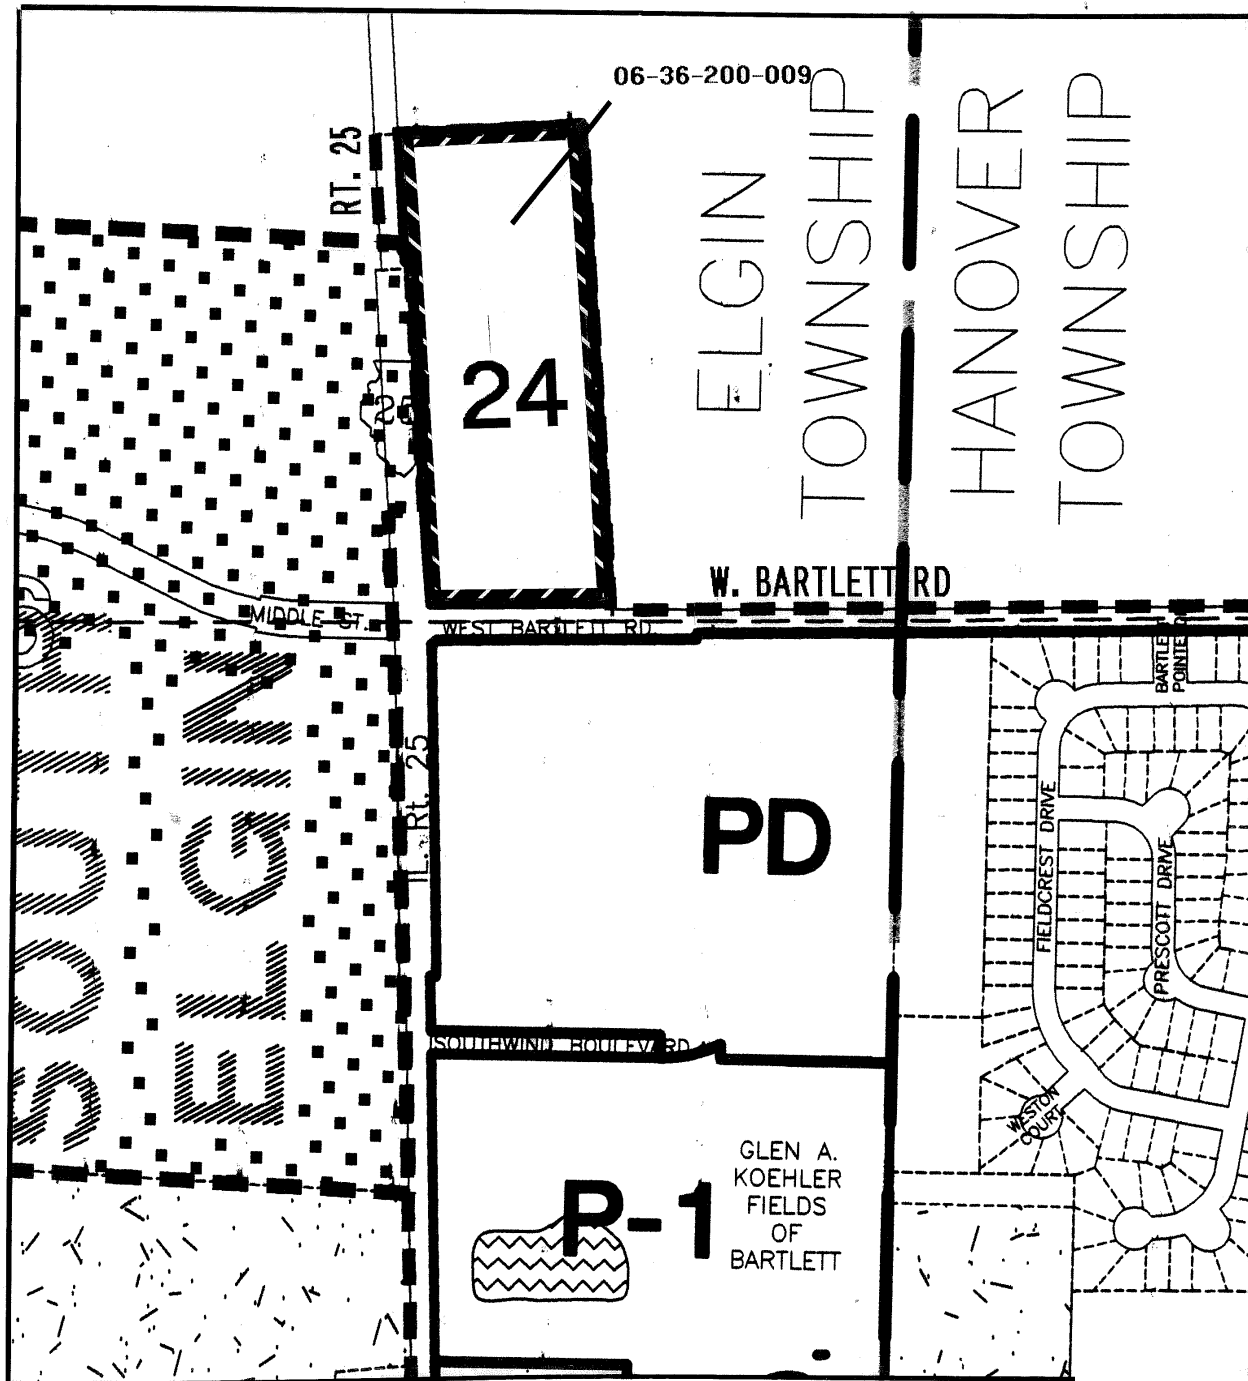 06-36-200-009
RT. 25
ELGIN
TOWNSHIP
HANOVER
TOWNSHIP
25
24
W. BARTLETT RD
MIDDLE ST.
WEST BARTLETT RD.
BARTLETT
POINTE
SOUTH
ELGIN
IL. Rt. 25
PD
FIELDCREST DRIVE
PRESCOTT DRIVE
SOUTHWIND BOULEVARD
WESTON
COURT
GLEN A.
KOEHLER
FIELDS
OF
BARTLETT
P-1